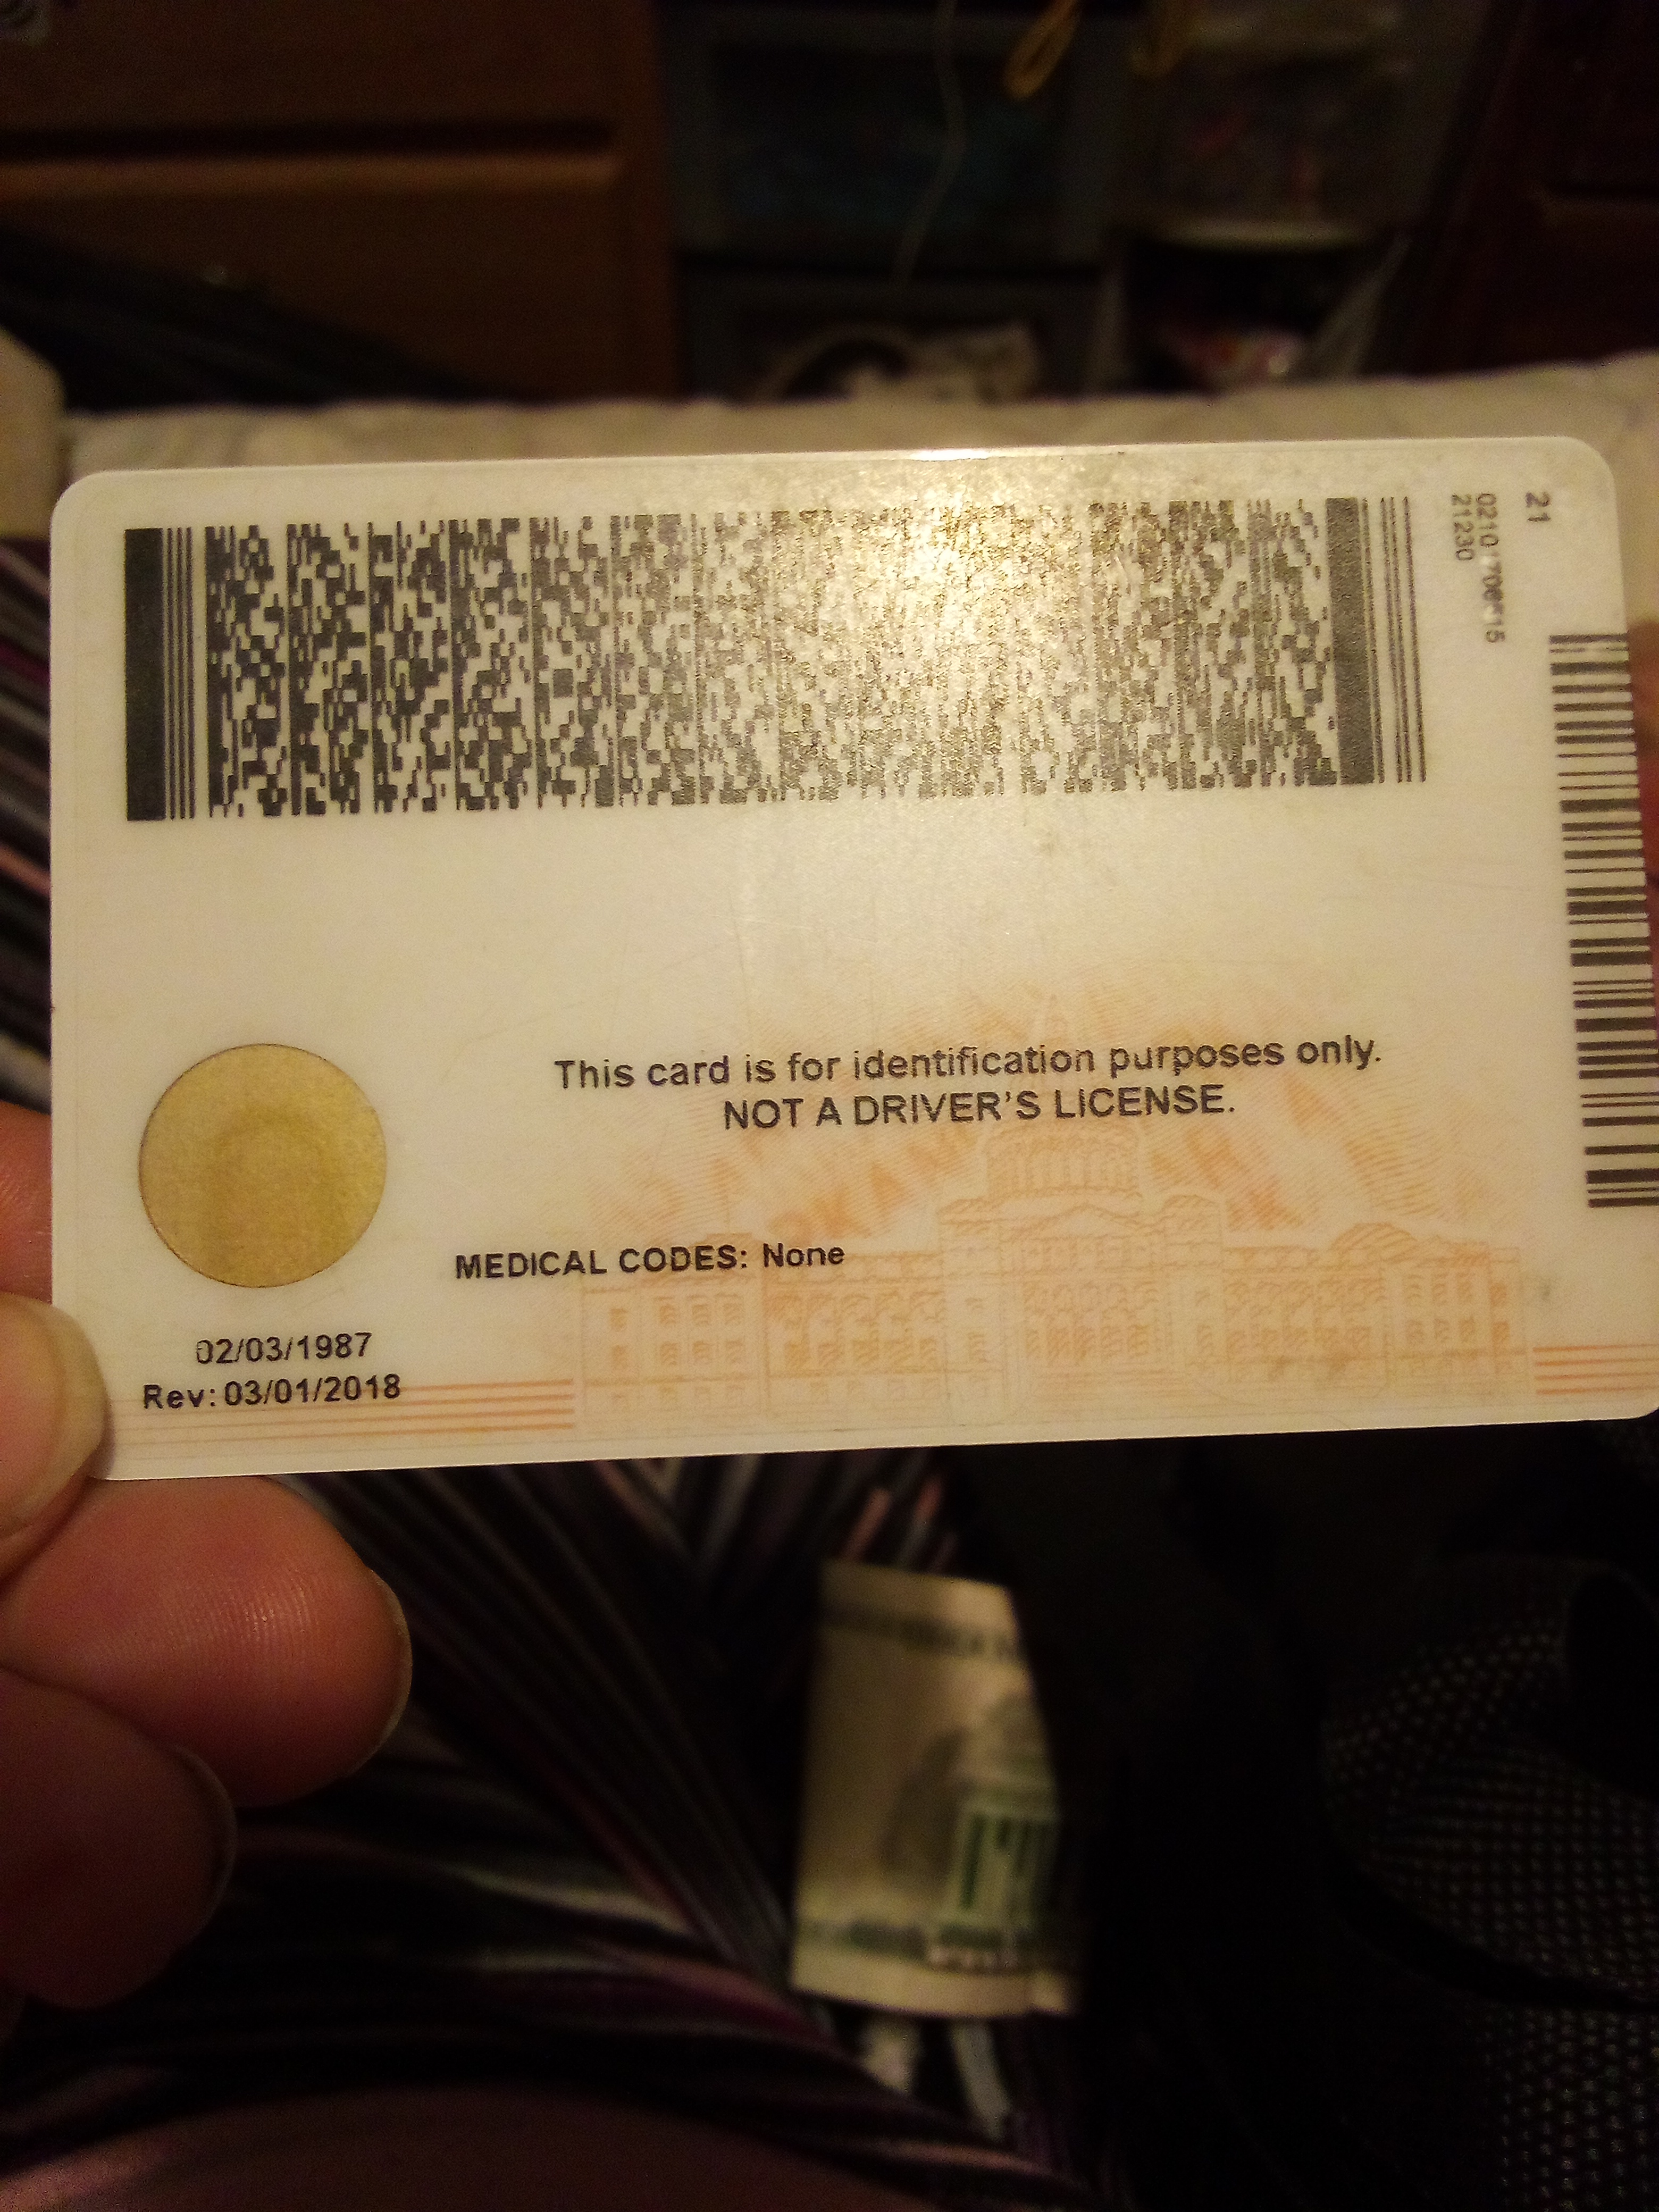 21
21230
This card is for identification purposes only.
NOT A DRIVER'S LICENSE.
MEDICAL CODES: None
02/03/1987
Rev: 03/01/2018